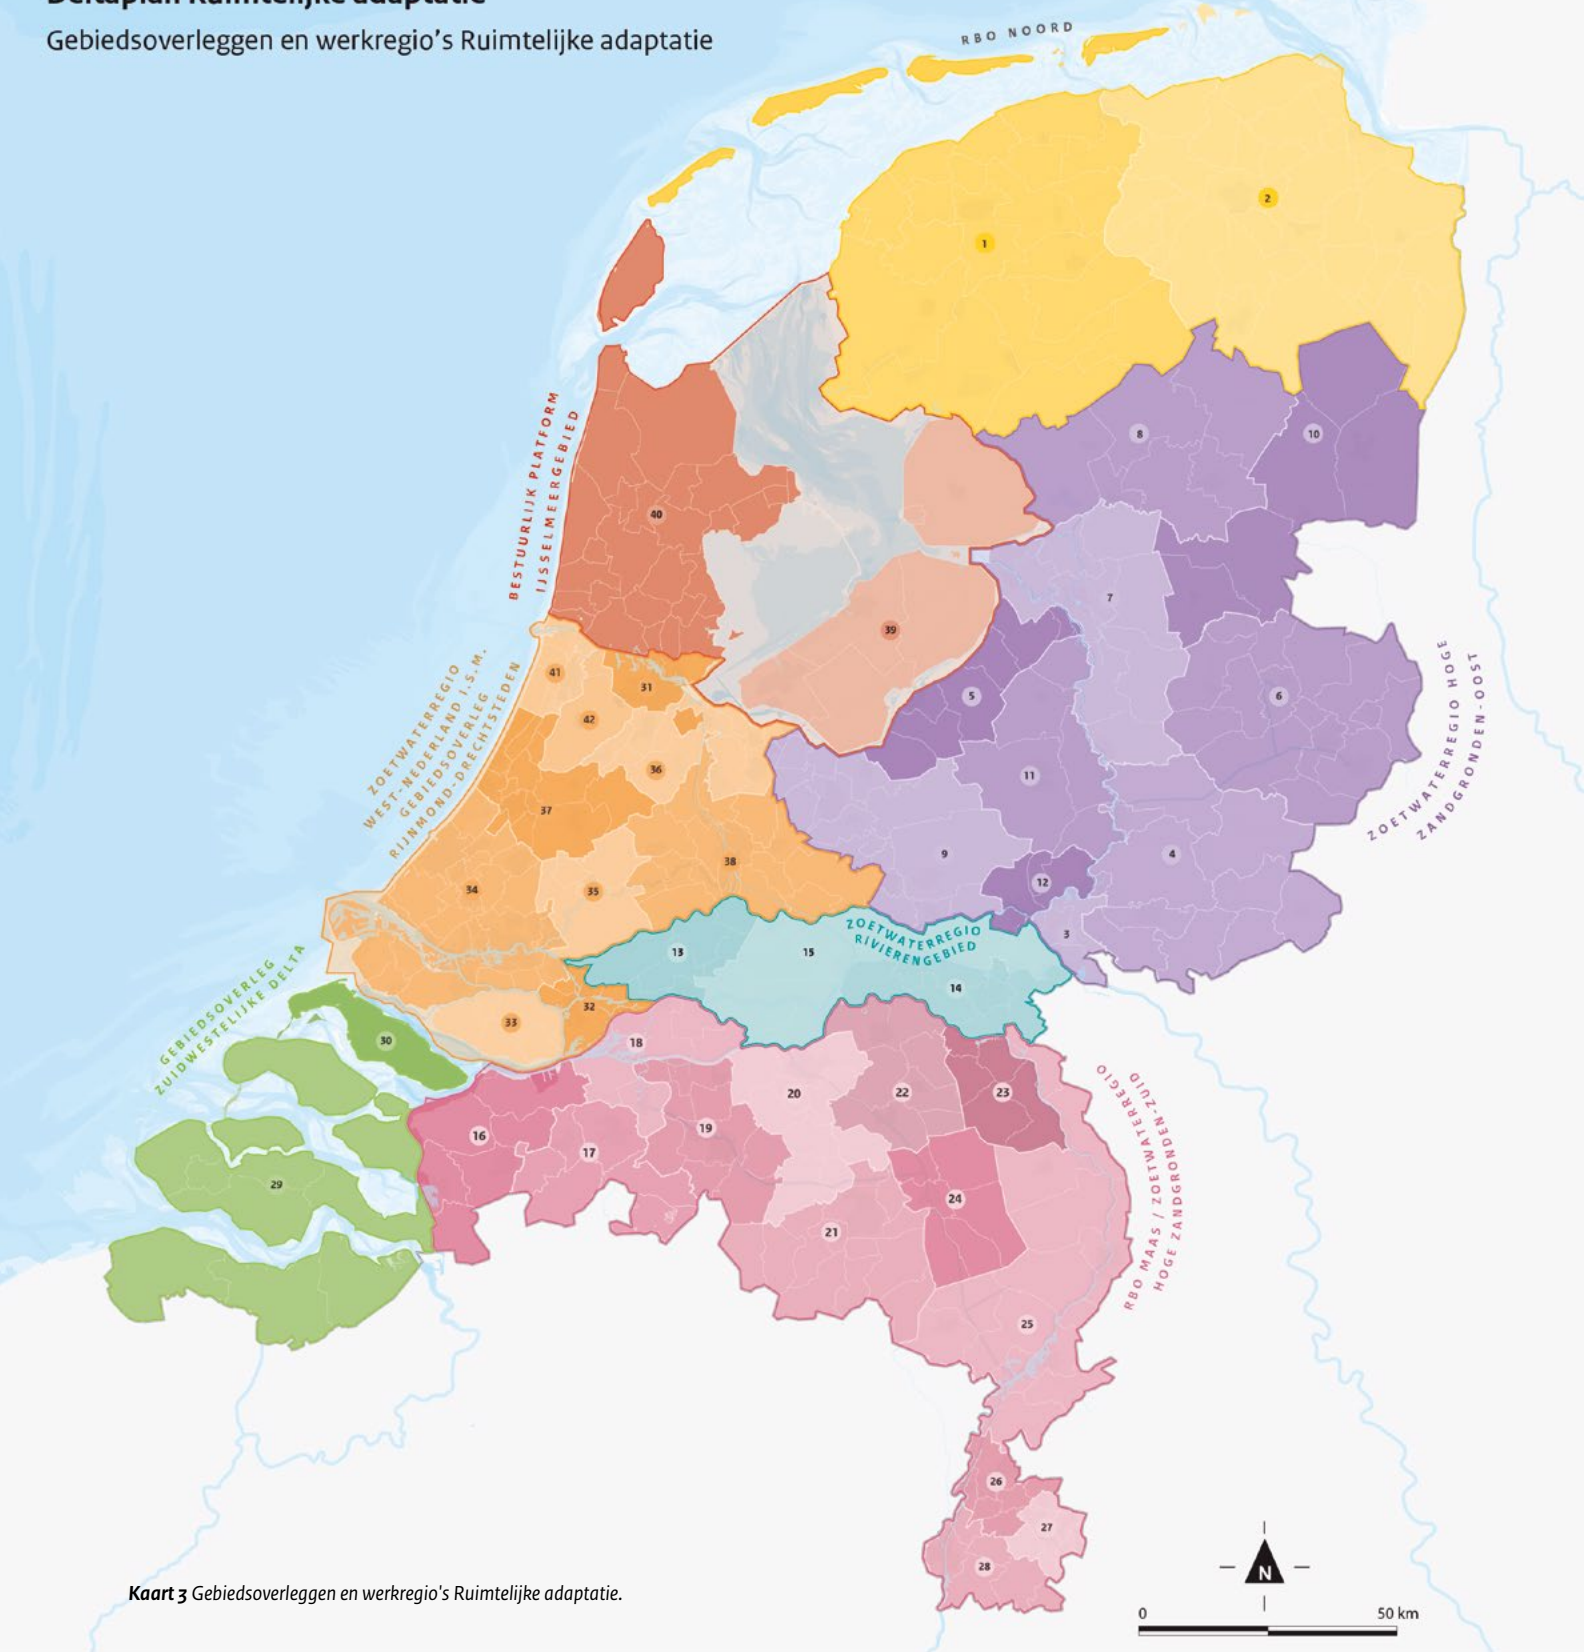 Deltaplan Ruimtelijke adaptatie
Gebiedsoverleggen en werkregio's Ruimtelijke adaptatie
RBO NOORD
2
1
BESTUURLIJK PLATFORM
IJSSELMEERGEBIED
8
10
40
7
39
ZOETWATERREGIO
WEST-NEDERLAND I.S.M.
GEBIEDSOVERLEG
RIJNMOND-DRECHTSTEDEN
41
31
5
6
42
ZOETWATERREGIO HOGE
ZANDGRONDEN-OOST
36
11
37
9
4
38
12
34
35
3
ZOETWATERREGIO
RIVIERENGEBIED
13
15
14
GEBIEDSOVERLEG
ZUIDWESTELIJKE DELTA
32
33
30
18
20
22
23
RBO MAAS / ZOETWATERREGIO
HOGE ZANDGRONDEN-ZUID
16
19
17
29
24
21
25
26
27
28
N
Kaart 3 Gebiedsoverleggen en werkregio's Ruimtelijke adaptatie.
0 50 km